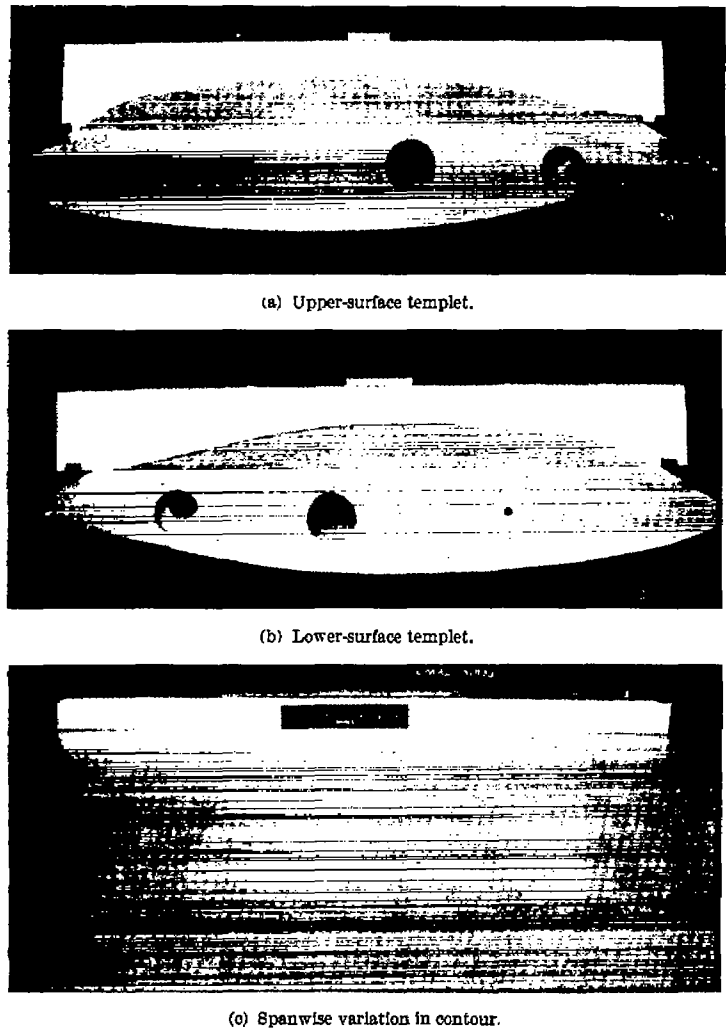 (a) Upper-surface templet.
(b) Lower-surface templet.
(c) Spanwise variation in contour.